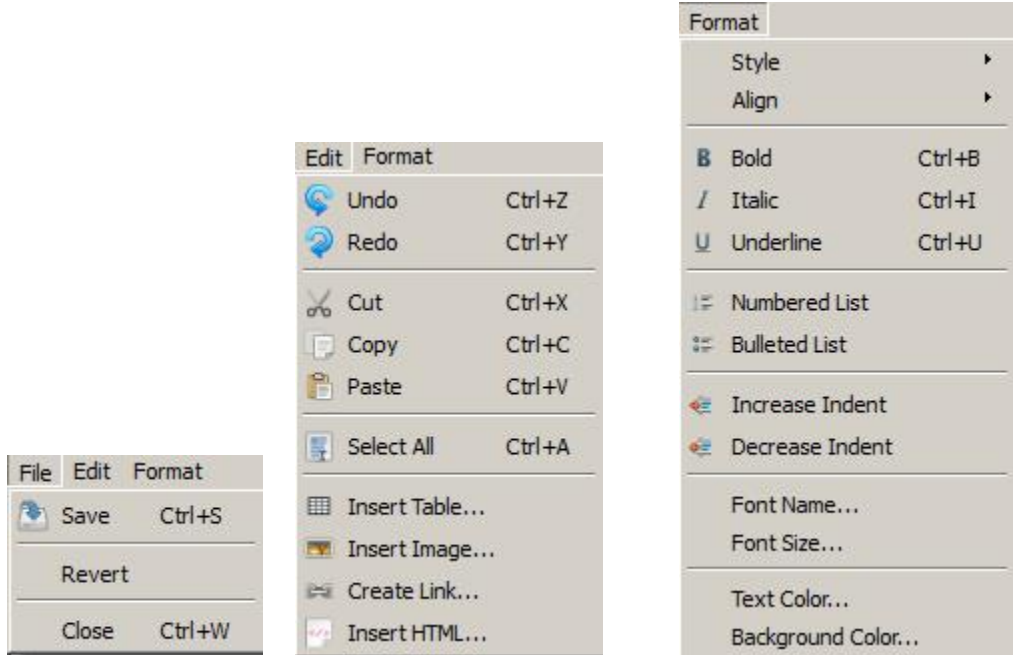 File Edit Format
Save Ctrl+S
Revert
Close Ctrl+W
Edit Format
Undo Ctrl+Z
Redo Ctrl+Y
Cut Ctrl+X
Copy Ctrl+C
Paste Ctrl+V
Select All Ctrl+A
Insert Table...
Insert Image...
Create Link...
Insert HTML...
Format
Style
Align
B Bold Ctrl+B
I Italic Ctrl+I
U Underline Ctrl+U
Numbered List
Bulleted List
Increase Indent
Decrease Indent
Font Name...
Font Size...
Text Color...
Background Color...